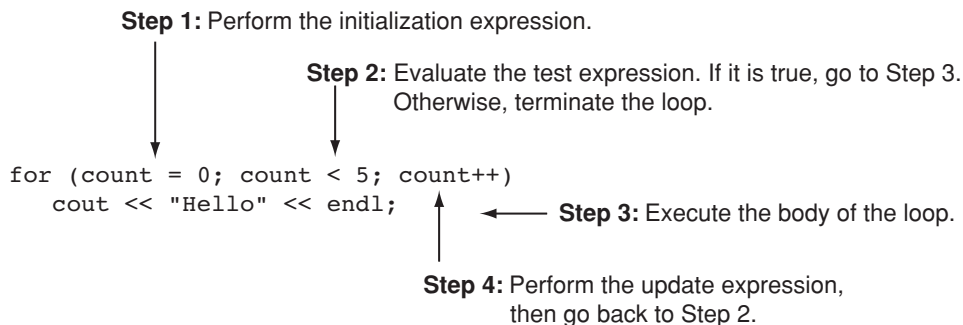 Step 1: Perform the initialization expression.
Step 2: Evaluate the test expression. If it is true, go to Step 3.
Otherwise, terminate the loop.
for (count = 0; count < 5; count++)
cout << "Hello" << endl;
Step 3: Execute the body of the loop.
Step 4: Perform the update expression,
then go back to Step 2.